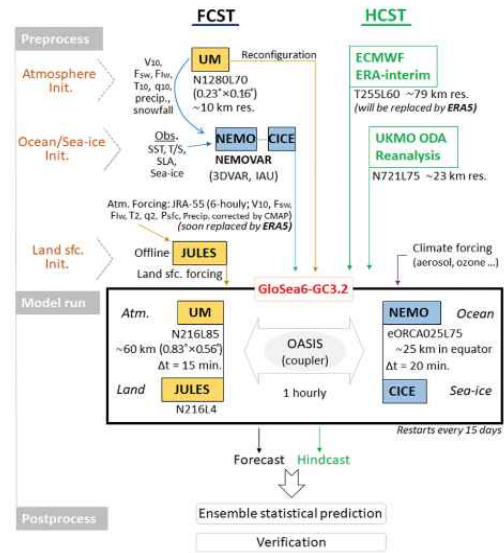 FCST
HCST
Preprocess
Atmosphere
Init.
V10,
Fsw, Flw,
T10, q10,
precip.,
snowfall
UM
Reconfiguration
N1280L70
(0.23˚×0.16˚)
~10 km res.
ECMWF
ERA-interim
T255L60 ~79 km res.
(will be replaced by ERA5)
Ocean/Sea-ice
Init.
Obs.
SST, T/S,
SLA,
Sea-ice
NEMO
CICE
NEMOVAR
(3DVAR, IAU)
UKMO ODA
Reanalysis
N721L75 ~23 km res.
Atm. Forcing: JRA-55 (6-houly; V10, Fsw,
Flw, T2, q2, Psfc, Precip. corrected by CMAP)
(soon replaced by ERA5)
Land sfc.
Init.
Offline
JULES
Land sfc. forcing
Climate forcing
(aerosol, ozone ...)
Model run
GloSea6-GC3.2
Atm.
UM
N216L85
~60 km (0.83˚×0.56˚)
Δt = 15 min.
Land
JULES
N216L4
OASIS
(coupler)
1 hourly
NEMO
Ocean
eORCA025L75
~25 km in equator
Δt = 20 min.
CICE
Sea-ice
Restarts every 15 days
Forecast
Hindcast
Ensemble statistical prediction
Postprocess
Verification